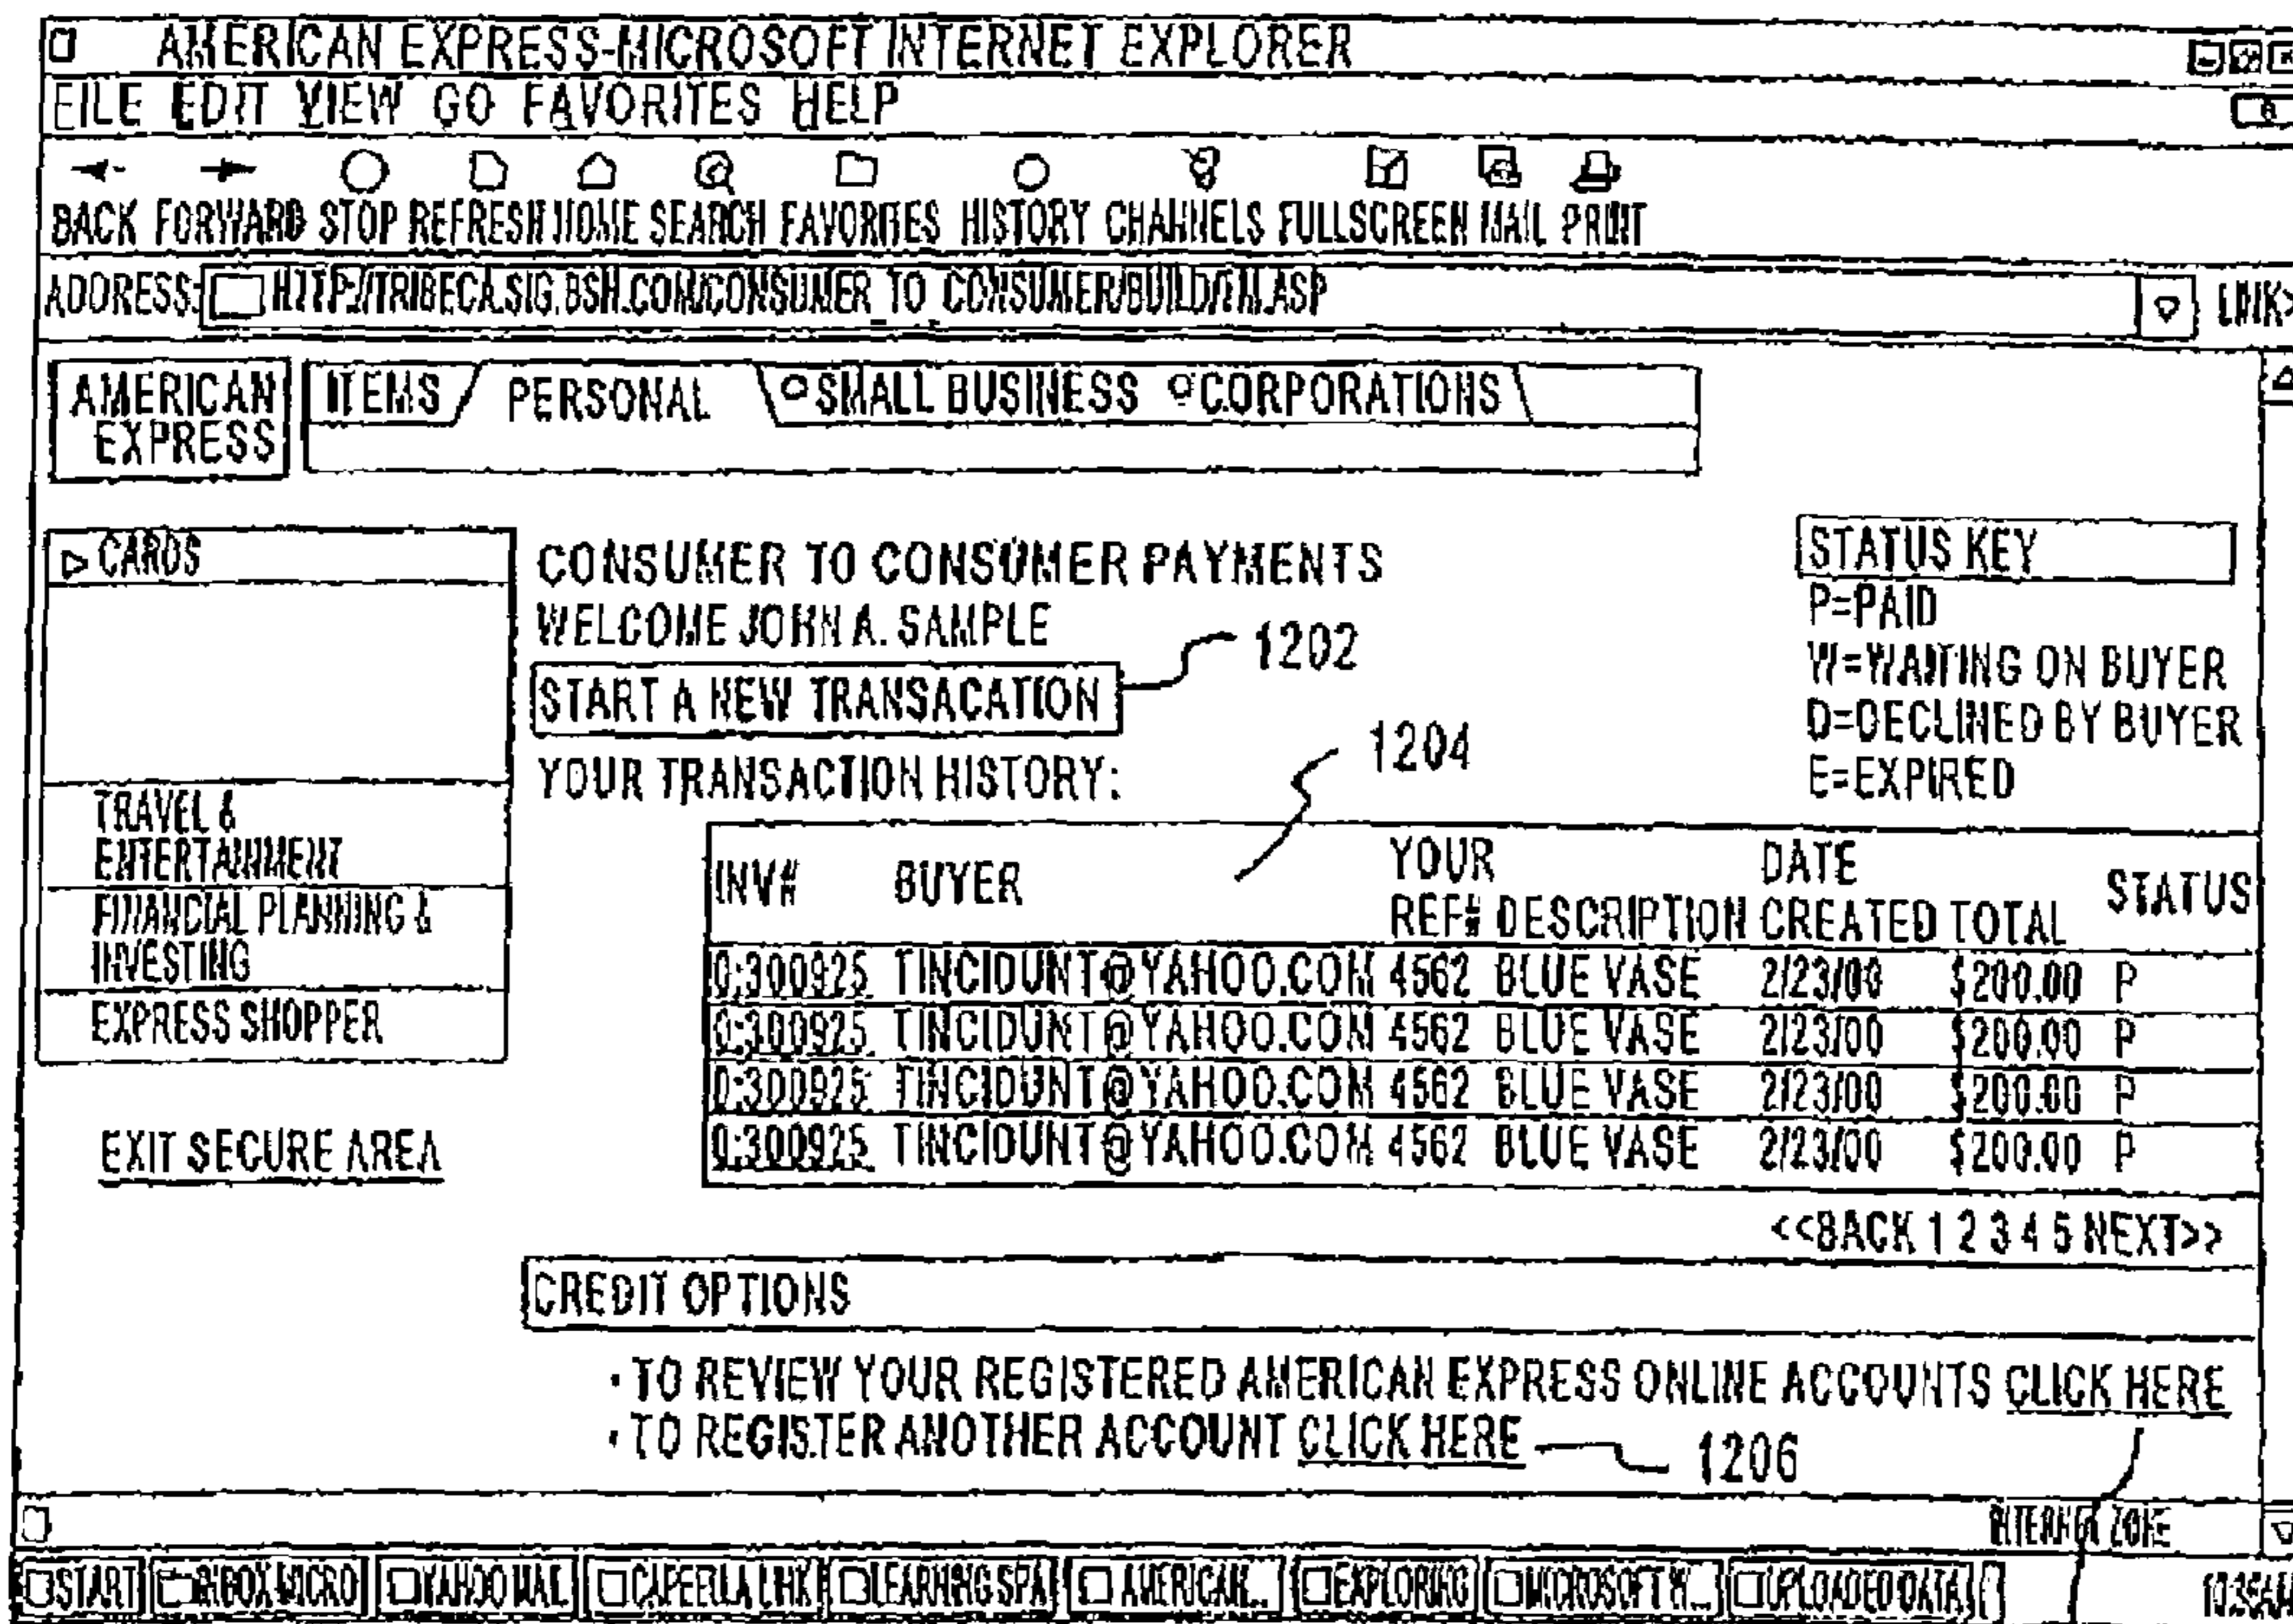 AMERICAN EXPRESS-MICROSOFT INTERNET EXPLORER
FILE EDIT VIEW GO FAVORITES HELP
BACK FORWARD STOP REFRESH HOME SEARCH FAVORITES HISTORY CHANNELS FULLSCREEN MAIL PRINT
ADDRESS: HTTP://TRIBECA.SIG.BSH.COM/CONSUMER_TO_CONSUMER/BUILD/ LINK>
AMERICAN EXPRESS
ITEMS PERSONAL SMALL BUSINESS CORPORATIONS
CARDS
TRAVEL &
ENTERTAINMENT
FINANCIAL PLANNING &
INVESTING
EXPRESS SHOPPER
EXIT SECURE AREA
CONSUMER TO CONSUMER PAYMENTS
WELCOME JOHN A. SAMPLE
START A NEW TRANSACATION
1202
YOUR TRANSACTION HISTORY:
1204
STATUS KEY
P=PAID
W=WAITING ON BUYER
D=DECLINED BY BUYER
E=EXPIRED
INV# BUYER YOUR REF# DESCRIPTION DATE CREATED TOTAL STATUS
0:300925 TINCIDUNT@YAHOO.COM 4562 BLUE VASE 2/23/00 $200.00 P
0:300925 TINCIDUNT@YAHOO.COM 4562 BLUE VASE 2/23/00 $200.00 P
0:300925 TINCIDUNT@YAHOO.COM 4562 BLUE VASE 2/23/00 $200.00 P
0:300925 TINCIDUNT@YAHOO.COM 4562 BLUE VASE 2/23/00 $200.00 P
<<BACK 1 2 3 4 5 NEXT>>
CREDIT OPTIONS
· TO REVIEW YOUR REGISTERED AMERICAN EXPRESS ONLINE ACCOUNTS CLICK HERE
· TO REGISTER ANOTHER ACCOUNT CLICK HERE
1206
INTERNET ZONE
START INBOX MICRO YAHOO MAIL CAPEELLA LINK LEARNING SPA AMERICAN... EXPLORING MICROSOFT W... UPLOADED DATA